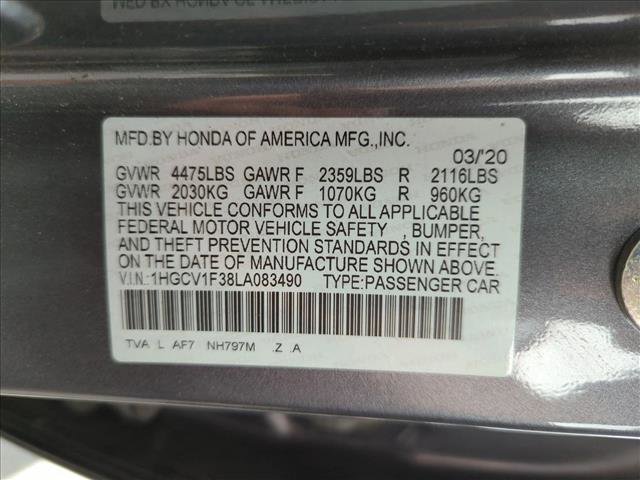 MFD.BY HONDA OF AMERICA MFG.,INC.
03/'20
GVWR 4475LBS GAWR F 2359LBS R 2116LBS
GVWR 2030KG GAWR F 1070KG R 960KG
THIS VEHICLE CONFORMS TO ALL APPLICABLE
FEDERAL MOTOR VEHICLE SAFETY , BUMPER,
AND THEFT PREVENTION STANDARDS IN EFFECT
ON THE DATE OF MANUFACTURE SHOWN ABOVE.
V.I.N.:1HGCV1F38LA083490 TYPE:PASSENGER CAR
TVA L AF7 NH797M .Z .A